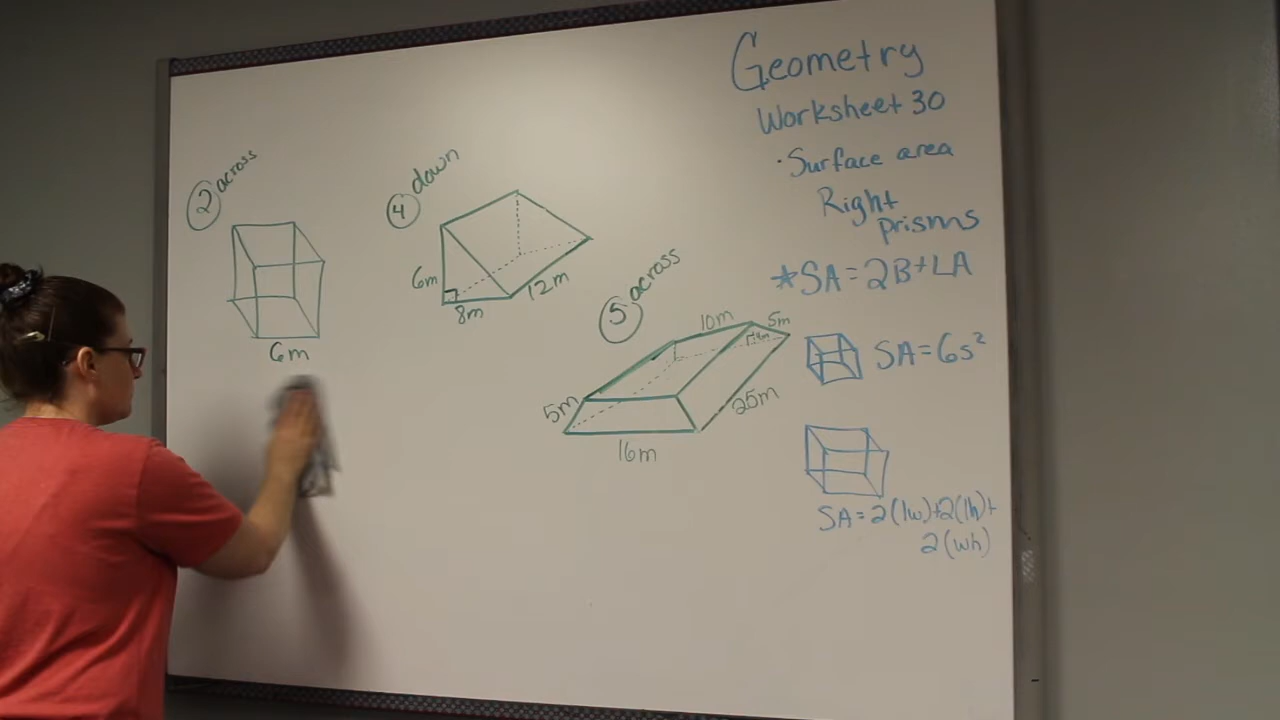 Geometry
Worksheet 30
· Surface area
Right
prisms
*SA=2B+LA
SA=6s²
SA=2(lw)+2(lh)+
2(wh)
2 across
6m
4 down
6m
8m
12m
5 across
10m
5m
4m
5m
25m
16m